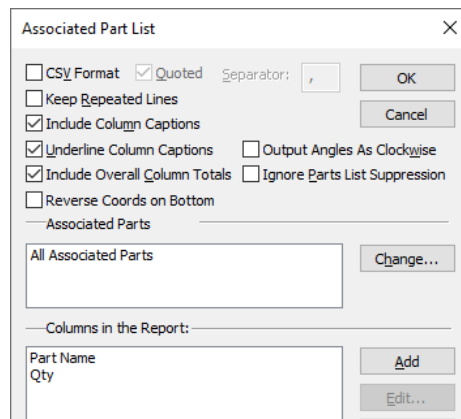 Associated Part List
CSV Format Quoted Separator: ,
OK
Keep Repeated Lines
Cancel
Include Column Captions
Underline Column Captions Output Angles As Clockwise
Include Overall Column Totals Ignore Parts List Suppression
Reverse Coords on Bottom
Associated Parts
All Associated Parts
Change...
Columns in the Report:
Part Name
Qty
Add
Edit...